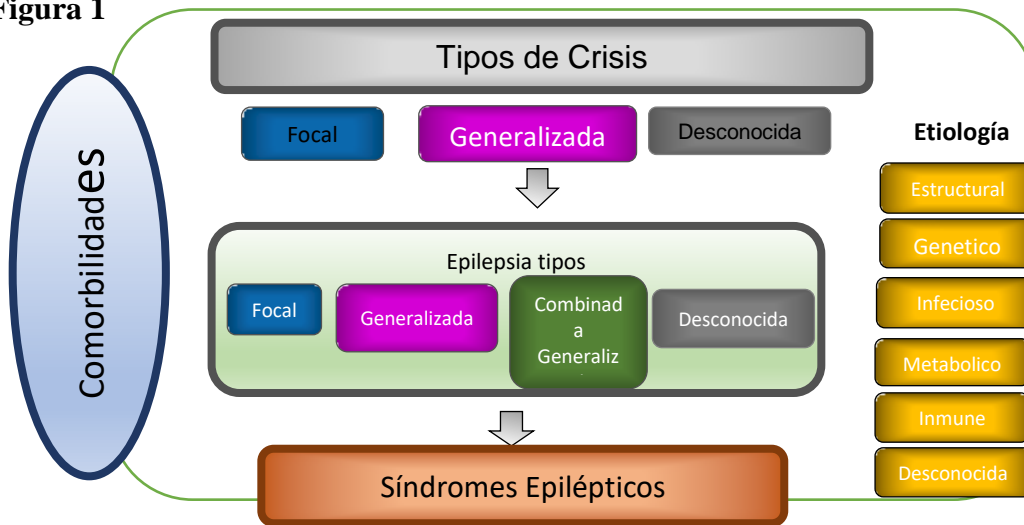 Figura 1
Tipos de Crisis
Focal
Generalizada
Desconocida
Comorbilidades
Epilepsia tipos
Focal
Generalizada
Combinad
a
Generaliz
Desconocida
Síndromes Epilépticos
Etiología
Estructural
Genetico
Infecioso
Metabolico
Inmune
Desconocida